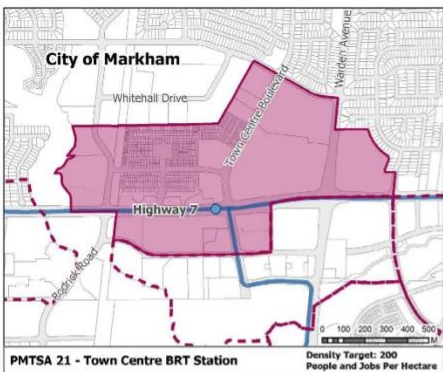 City of Markham
Warden Avenue
Whitehall Drive
Town Centre Boulevard
Highway 7
Rodick Road
0 100 200 300 400 500
M
PMTSA 21 - Town Centre BRT Station
Density Target: 200
People and Jobs Per Hectare